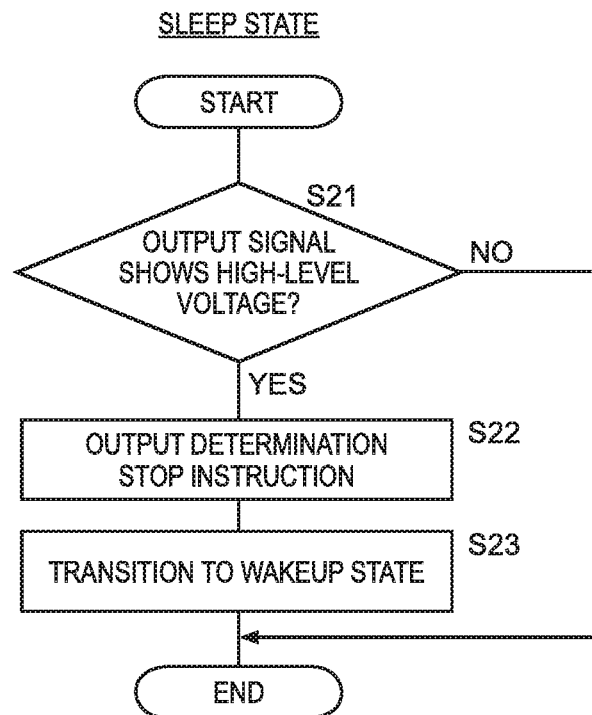 SLEEP STATE
START
S21
OUTPUT SIGNAL
SHOWS HIGH-LEVEL
VOLTAGE?
NO
YES
OUTPUT DETERMINATION
STOP INSTRUCTION
S22
TRANSITION TO WAKEUP STATE
S23
END